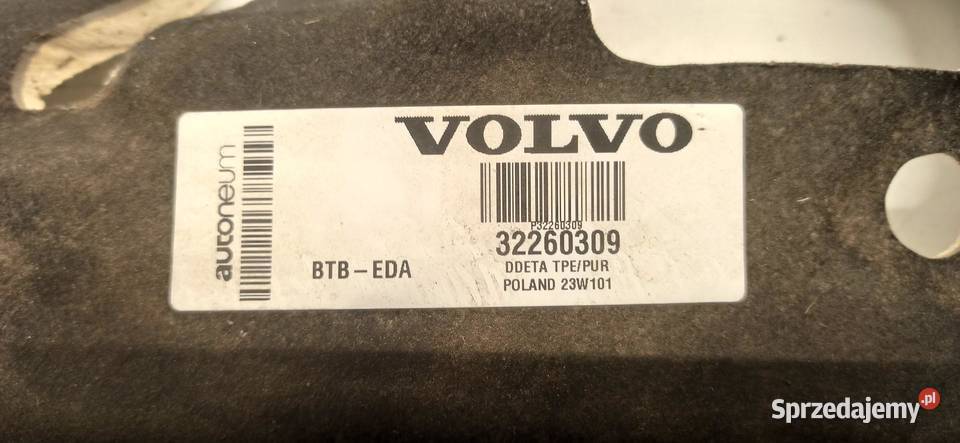 autoneum
VOLVO
P32260309
32260309
BTB-EDA
DDETA TPE/PUR
POLAND 23W101
Sprzedajemy.pl